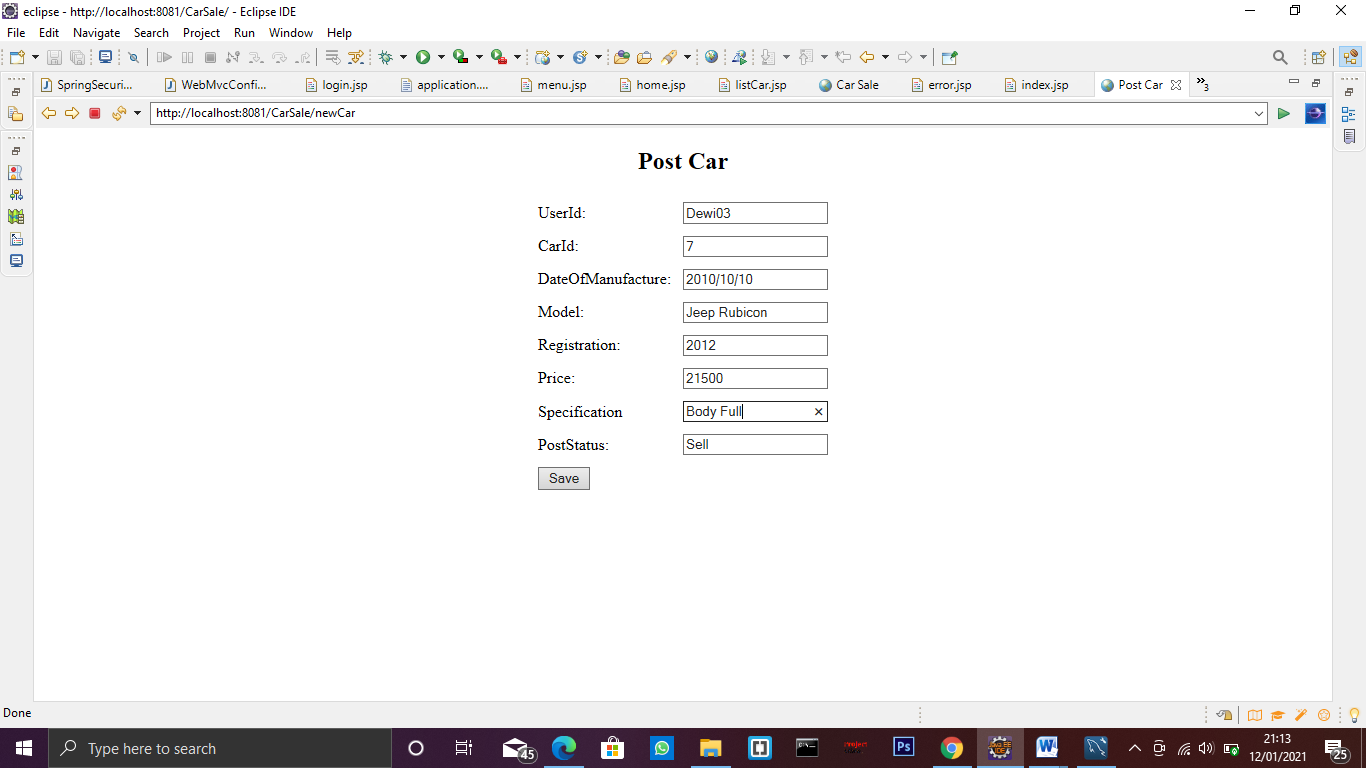 eclipse - http://localhost:8081/CarSale/ - Eclipse IDE
File Edit Navigate Search Project Run Window Help
SpringSecuri... WebMvcConfi... login.jsp application.... menu.jsp home.jsp listCar.jsp Car Sale error.jsp index.jsp Post Car »3
http://localhost:8081/CarSale/newCar
Post Car
UserId: Dewi03
CarId: 7
DateOfManufacture: 2010/10/10
Model: Jeep Rubicon
Registration: 2012
Price: 21500
Specification Body Full
PostStatus: Sell
Save
Done
Type here to search
45
Ps
21:13
12/01/2021
25